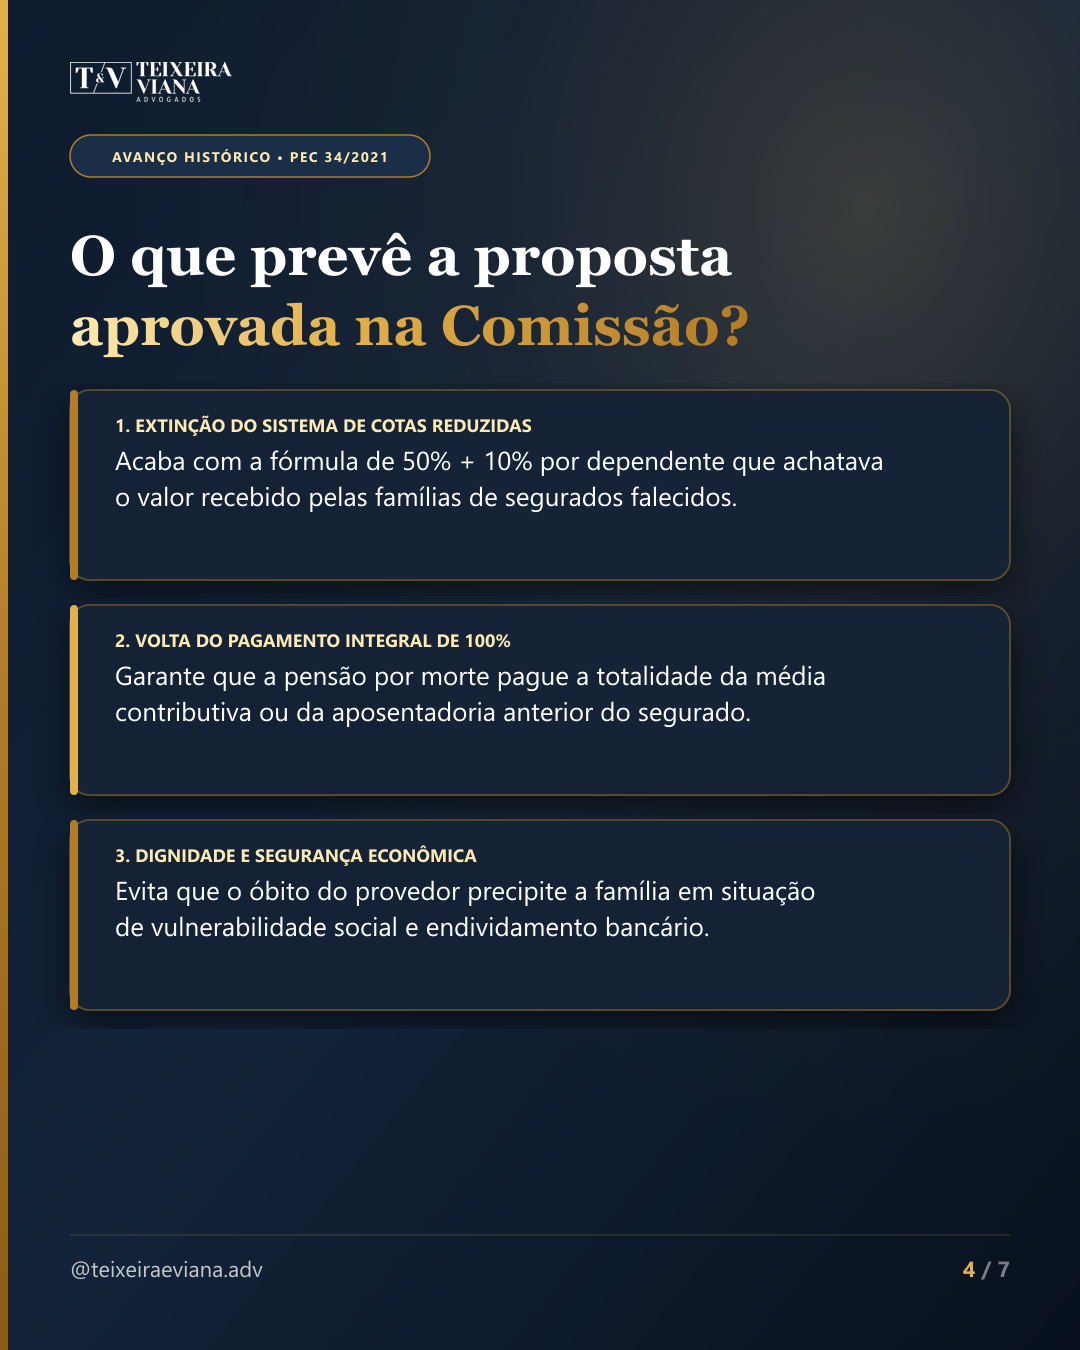 T&V TEIXEIRA
VIANA
ADVOGADOS
AVANÇO HISTÓRICO • PEC 34/2021
O que prevê a proposta
aprovada na Comissão?
1. EXTINÇÃO DO SISTEMA DE COTAS REDUZIDAS
Acaba com a fórmula de 50% + 10% por dependente que achatava
o valor recebido pelas famílias de segurados falecidos.
2. VOLTA DO PAGAMENTO INTEGRAL DE 100%
Garante que a pensão por morte pague a totalidade da média
contributiva ou da aposentadoria anterior do segurado.
3. DIGNIDADE E SEGURANÇA ECONÔMICA
Evita que o óbito do provedor precipite a família em situação
de vulnerabilidade social e endividamento bancário.
@teixeiraeviana.adv
4 / 7